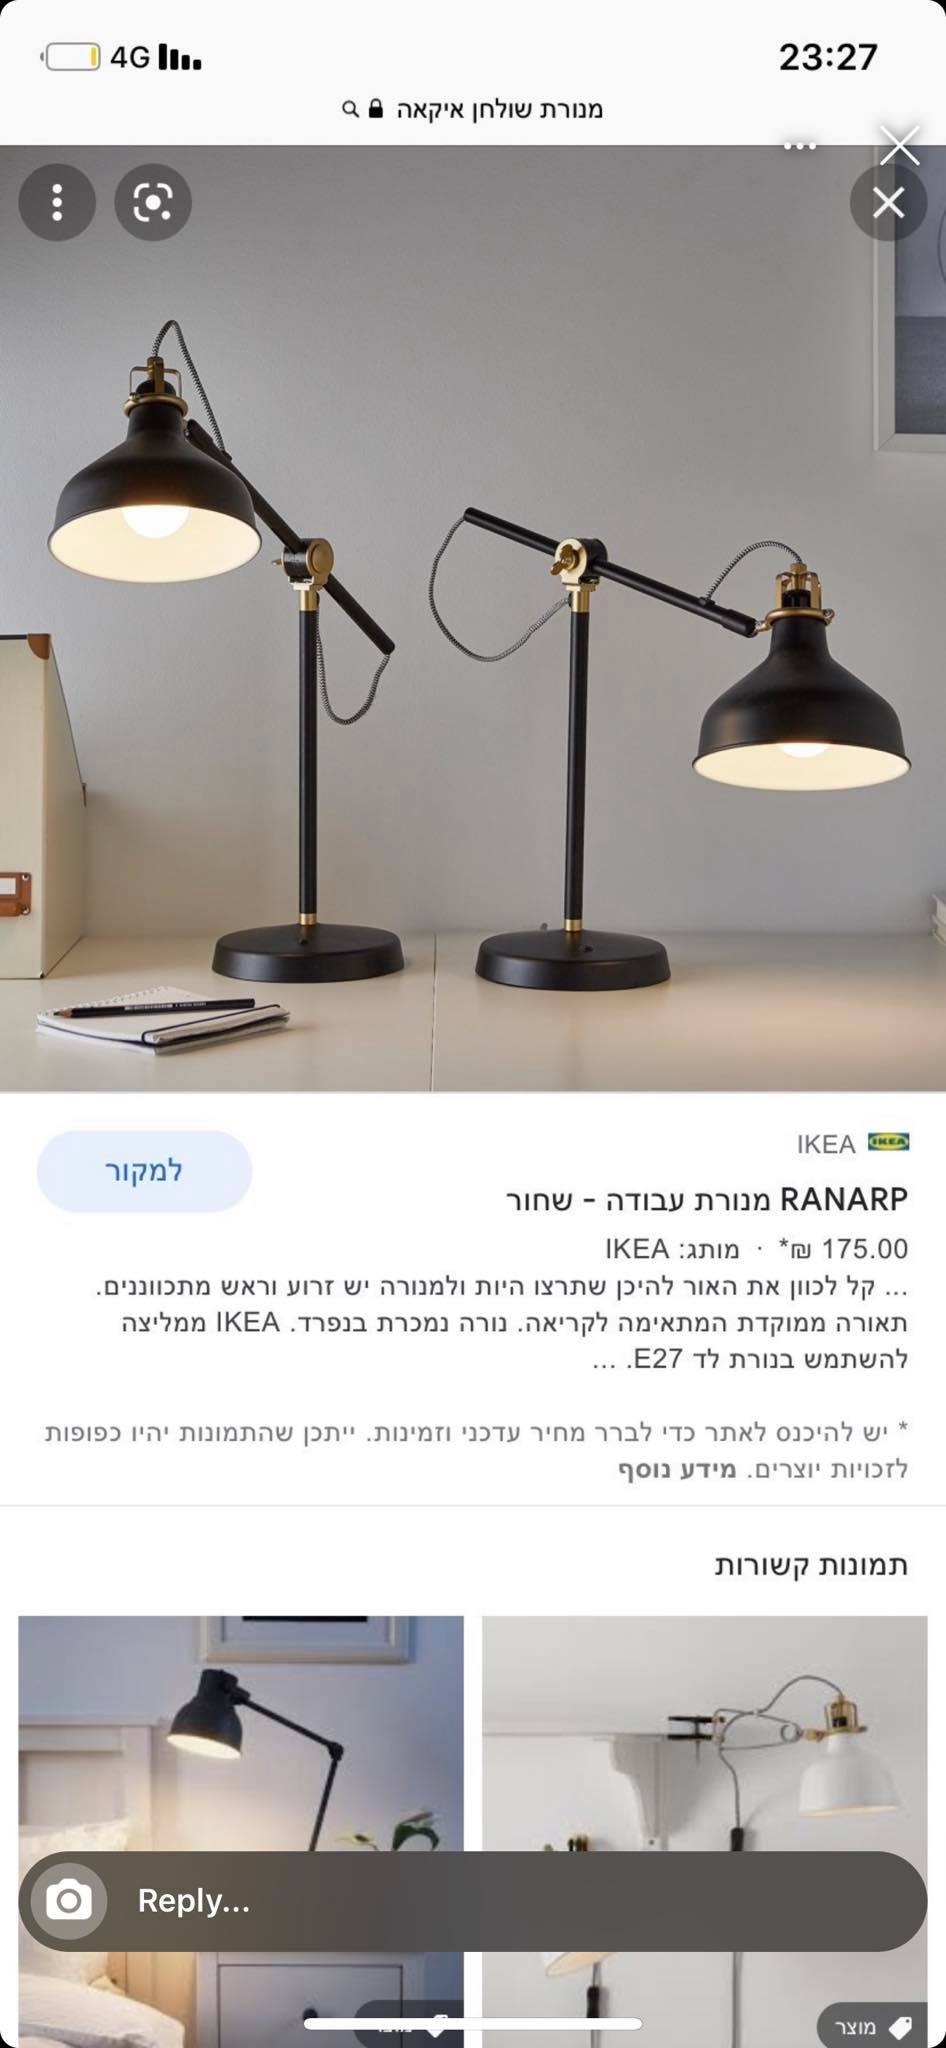 4G
23:27
מנורת שולחן איקאה
IKEA
למקור
RANARP מנורת עבודה - שחור
175.00 ₪* · מותג: IKEA
... קל לכוון את האור להיכן שתרצו היות ולמנורה יש זרוע וראש מתכווננים.
תאורה ממוקדת המתאימה לקריאה. נורה נמכרת בנפרד. IKEA ממליצה
להשתמש בנורת לד E27. ...
* יש להיכנס לאתר כדי לברר מחיר עדכני וזמינות. ייתכן שהתמונות יהיו כפופות
לזכויות יוצרים. מידע נוסף
תמונות קשורות
Reply...
מוצר